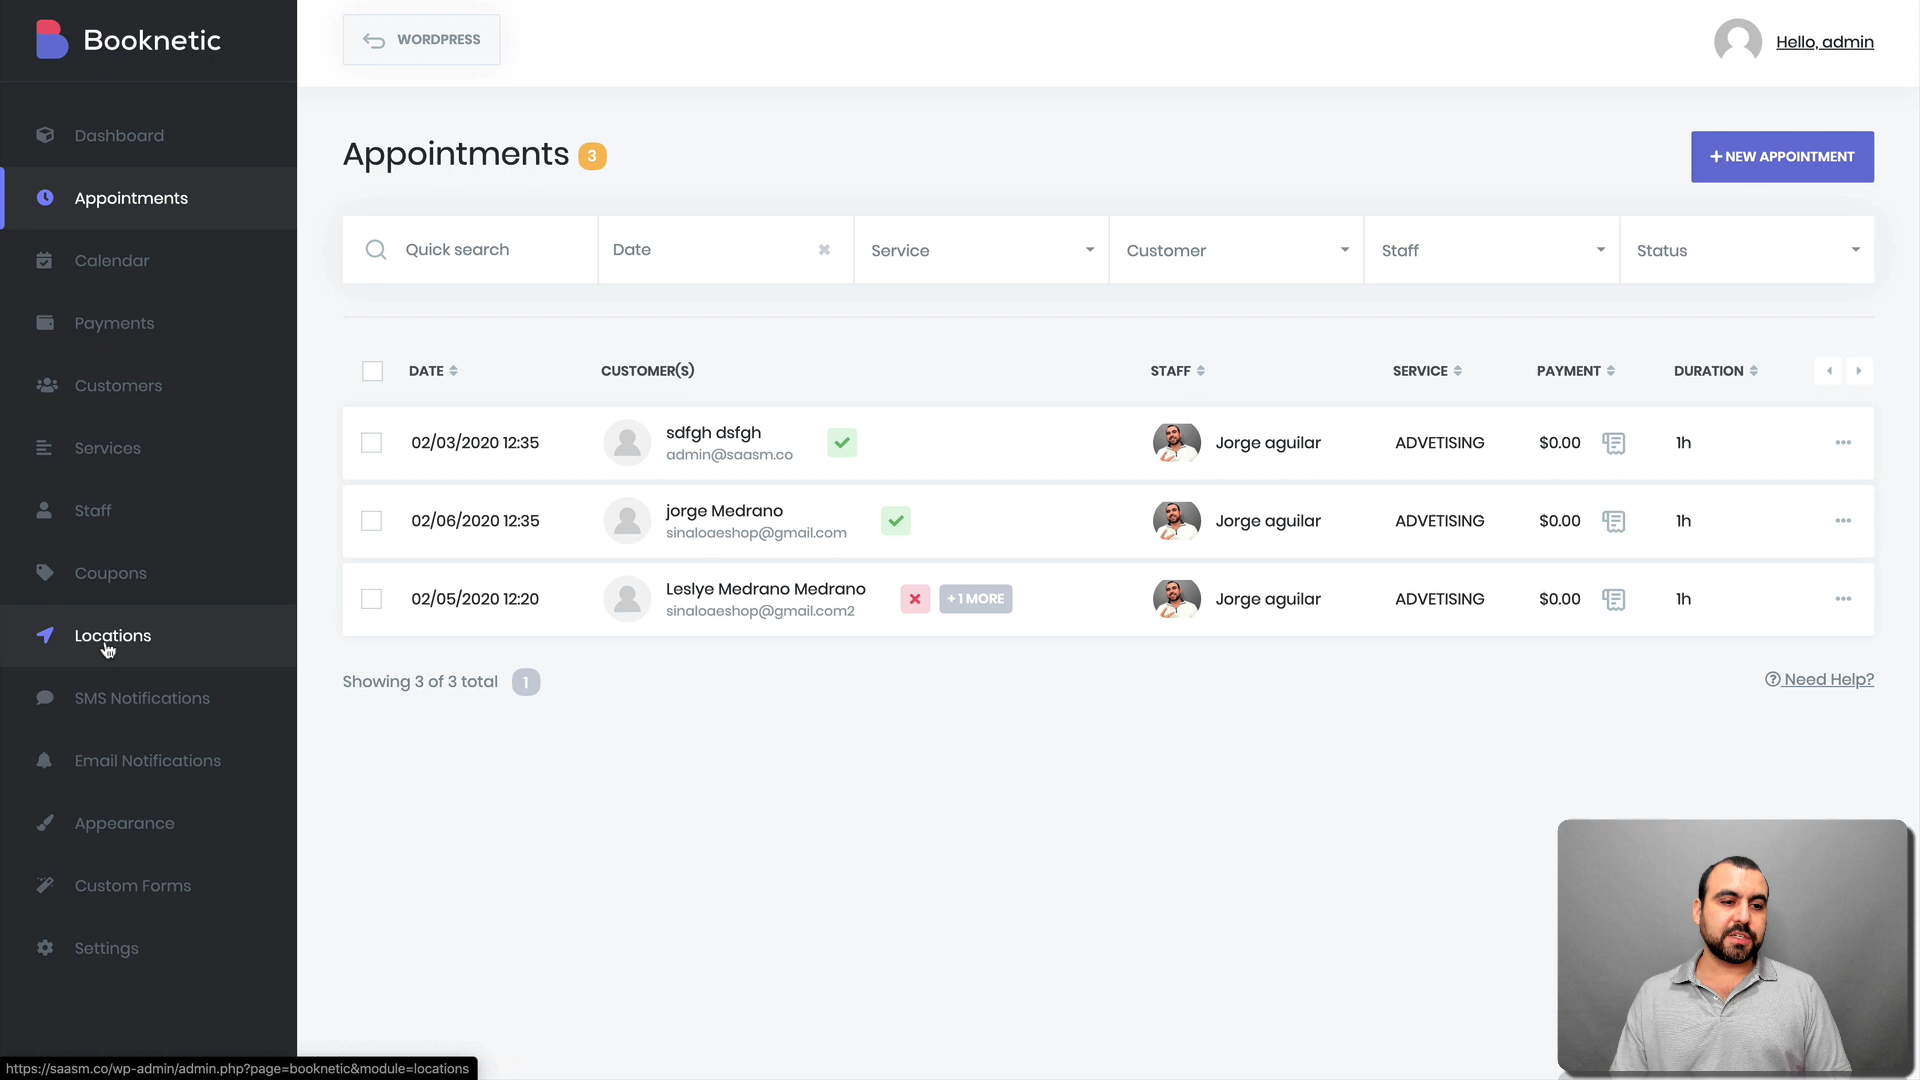 Booknetic
WORDPRESS
Hello, admin
Dashboard
Appointments
Calendar
Payments
Customers
Services
Staff
Coupons
Locations
SMS Notifications
Email Notifications
Appearance
Custom Forms
Settings
Appointments 3
+ NEW APPOINTMENT
Quick search Date Service Customer Staff Status
DATE CUSTOMER(S) STAFF SERVICE PAYMENT DURATION
02/03/2020 12:35 sdfgh dsfgh Jorge aguilar ADVETISING $0.00 1h
admin@saasm.co
02/06/2020 12:35 jorge Medrano Jorge aguilar ADVETISING $0.00 1h
sinaloaeshop@gmail.com
02/05/2020 12:20 Leslye Medrano Medrano + 1 MORE Jorge aguilar ADVETISING $0.00 1h
sinaloaeshop@gmail.com2
Showing 3 of 3 total 1
Need Help?
https://saasm.co/wp-admin/admin.php?page=booknetic&module=locations